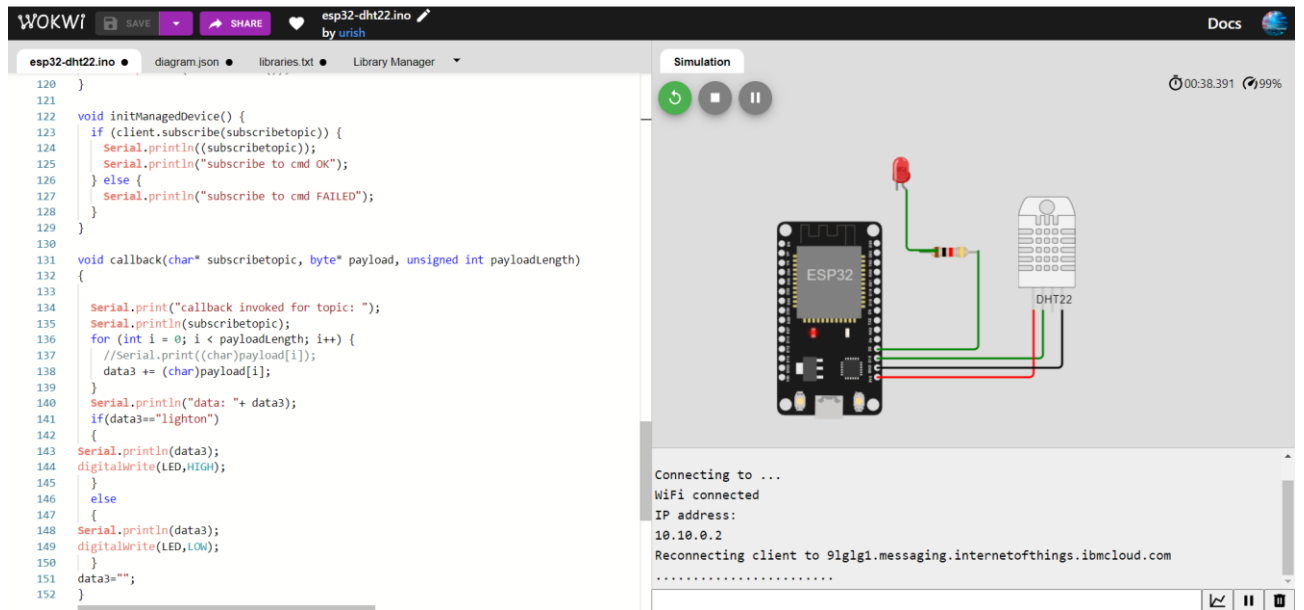 WOKWI SAVE SHARE esp32-dht22.ino Docs
by urish
esp32-dht22.ino ● diagram.json ● libraries.txt ● Library Manager
Simulation
00:38.391 99%
120 }
121
122 void initManagedDevice() {
123 if (client.subscribe(subscribetopic)) {
124 Serial.println((subscribetopic));
125 Serial.println("subscribe to cmd OK");
126 } else {
127 Serial.println("subscribe to cmd FAILED");
128 }
129 }
130
131 void callback(char* subscribetopic, byte* payload, unsigned int payloadLength)
132 {
133
134 Serial.print("callback invoked for topic: ");
135 Serial.println(subscribetopic);
136 for (int i = 0; i < payloadLength; i++) {
137 //Serial.print((char)payload[i]);
138 data3 += (char)payload[i];
139 }
140 Serial.println("data: "+ data3);
141 if(data3=="lighton")
142 {
143 Serial.println(data3);
144 digitalWrite(LED,HIGH);
145 }
146 else
147 {
148 Serial.println(data3);
149 digitalWrite(LED,LOW);
150 }
151 data3="";
152 }
ESP32
DHT22
Connecting to ...
WiFi connected
IP address:
10.10.0.2
Reconnecting client to 9lglg1.messaging.internetofthings.ibmcloud.com
........................